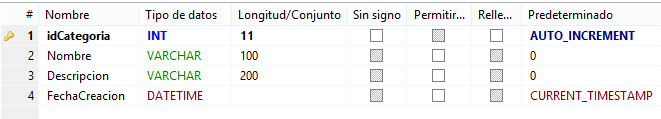 # Nombre Tipo de datos Longitud/Conjunto Sin signo Permitir... Relle... Predeterminado
1 idCategoria INT 11 AUTO_INCREMENT
2 Nombre VARCHAR 100 0
3 Descripcion VARCHAR 200 0
4 FechaCreacion DATETIME CURRENT_TIMESTAMP